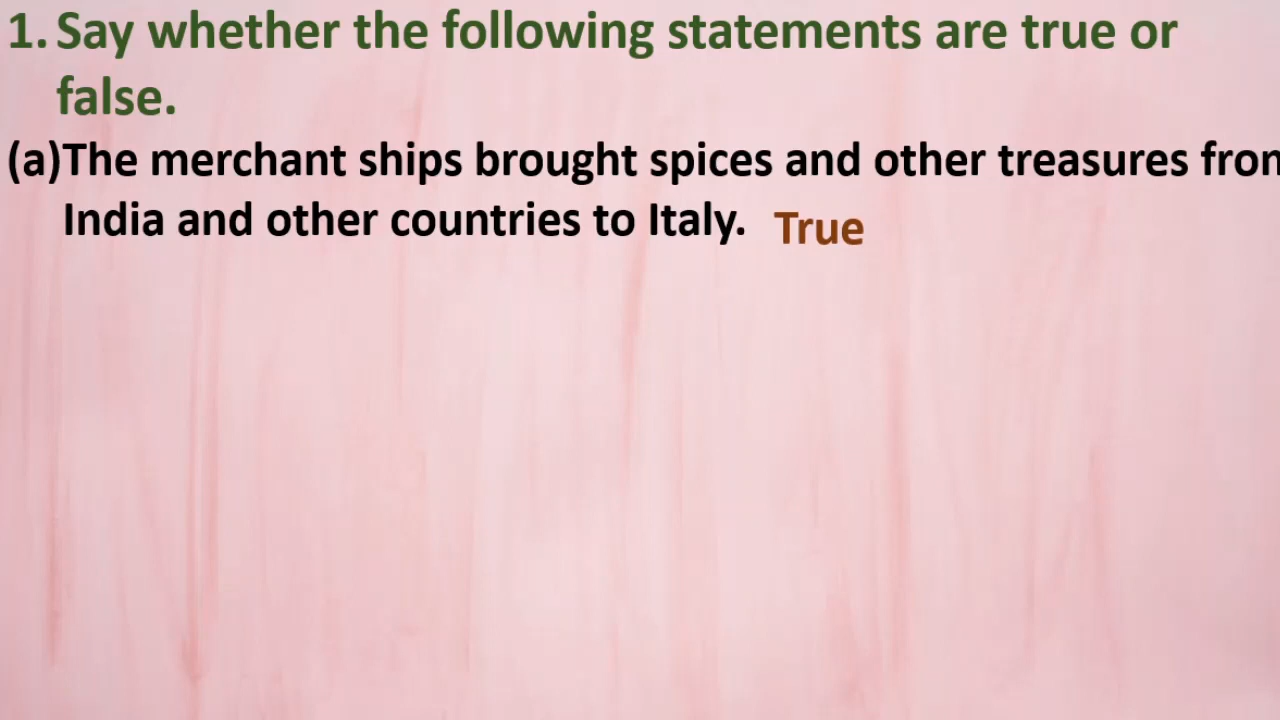 1. Say whether the following statements are true or
false.
(a)The merchant ships brought spices and other treasures from
India and other countries to Italy. True